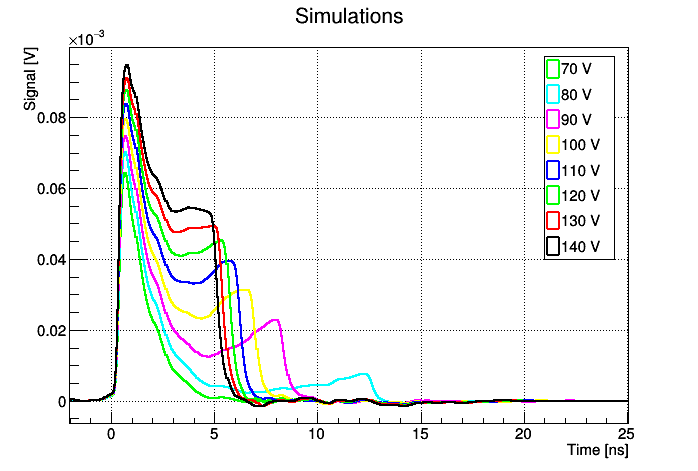 Simulations
×10⁻³
Signal [V]
0.08
0.06
0.04
0.02
0
0 5 10 15 20 25
Time [ns]
70 V
80 V
90 V
100 V
110 V
120 V
130 V
140 V